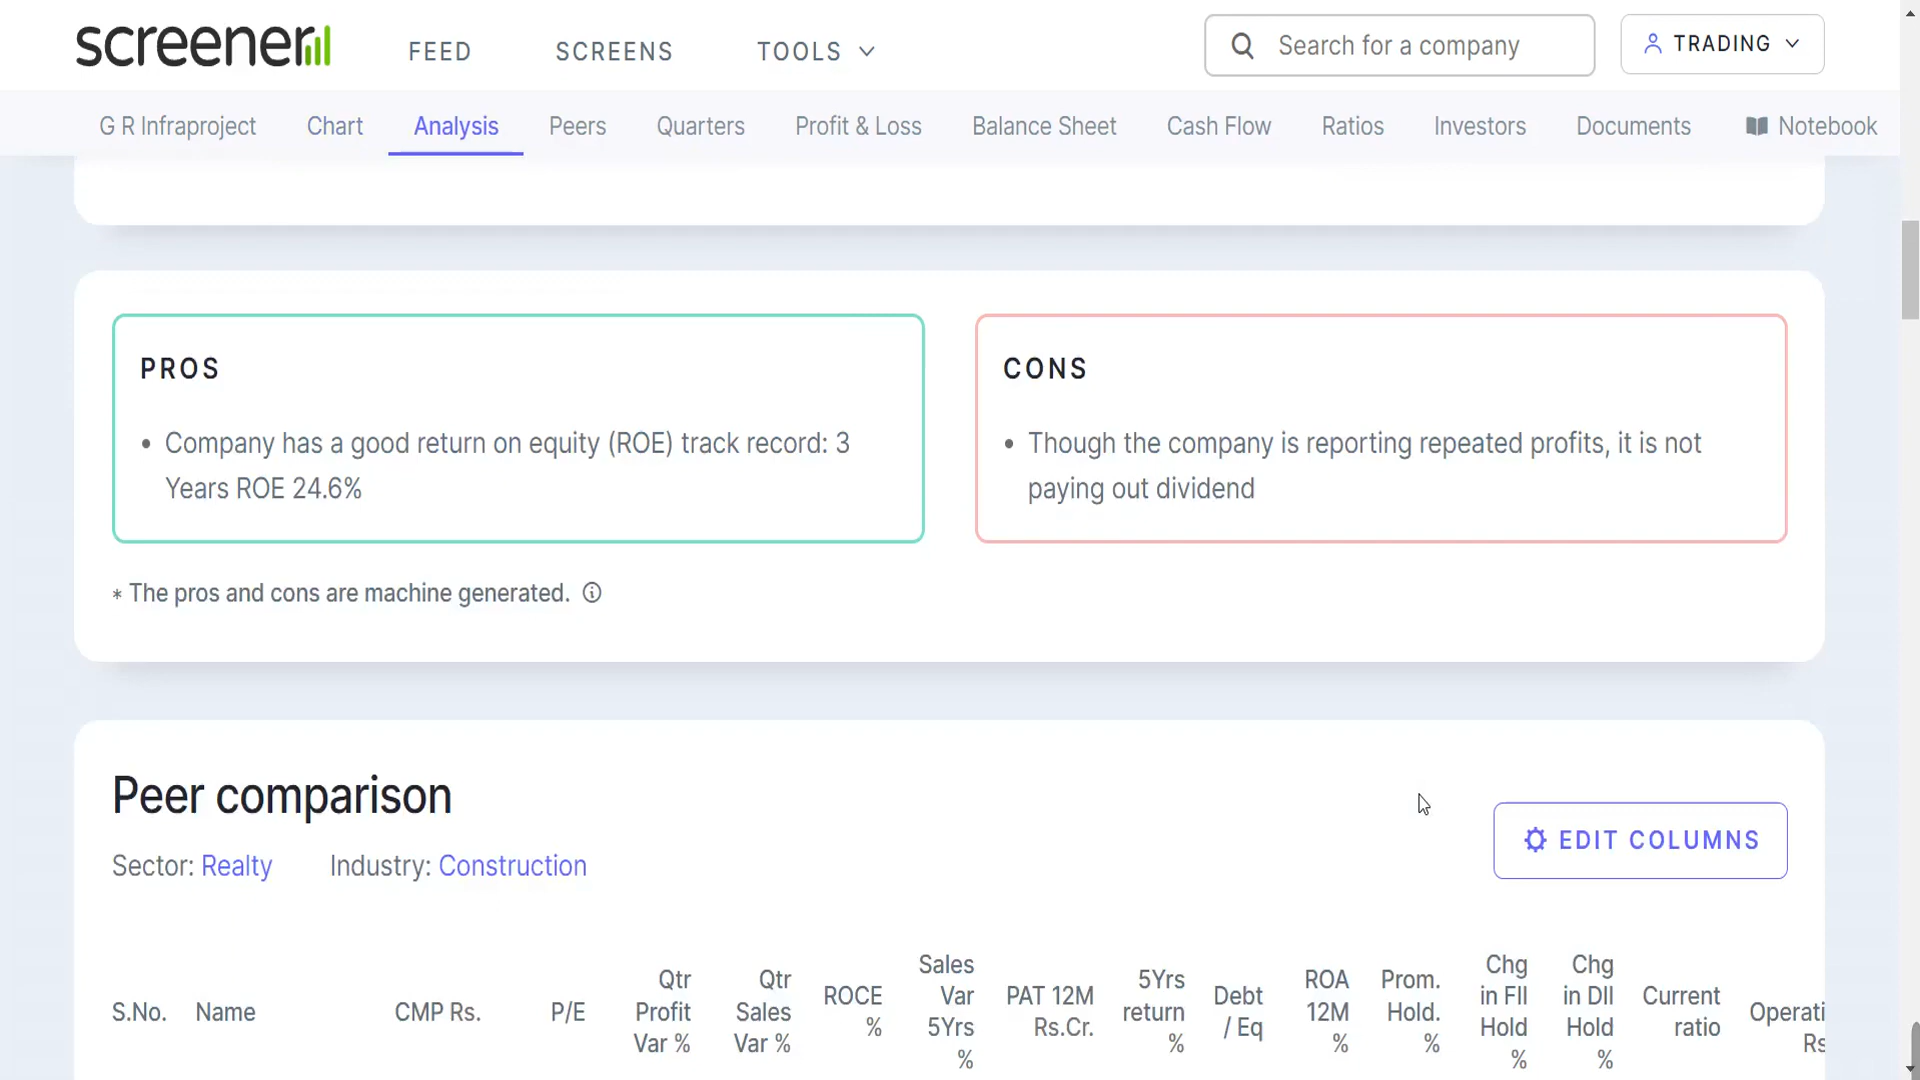 screener
FEED
SCREENS
TOOLS
Search for a company
TRADING
G R Infraproject
Chart
Analysis
Peers
Quarters
Profit & Loss
Balance Sheet
Cash Flow
Ratios
Investors
Documents
Notebook
PROS
• Company has a good return on equity (ROE) track record: 3
Years ROE 24.6%
CONS
• Though the company is reporting repeated profits, it is not
paying out dividend
* The pros and cons are machine generated.
Peer comparison
Sector: Realty
Industry: Construction
EDIT COLUMNS
S.No.
Name
CMP Rs.
P/E
Qtr
Profit
Var %
Qtr
Sales
Var %
ROCE
%
Sales
Var
5Yrs
%
PAT 12M
Rs.Cr.
5Yrs
return
%
Debt
/ Eq
ROA
12M
%
Prom.
Hold.
%
Chg
in FII
Hold
%
Chg
in DII
Hold
%
Current
ratio
Operati
Rs